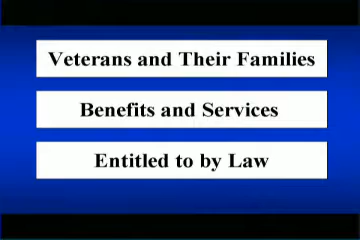 Veterans and Their Families
Benefits and Services
Entitled to by Law